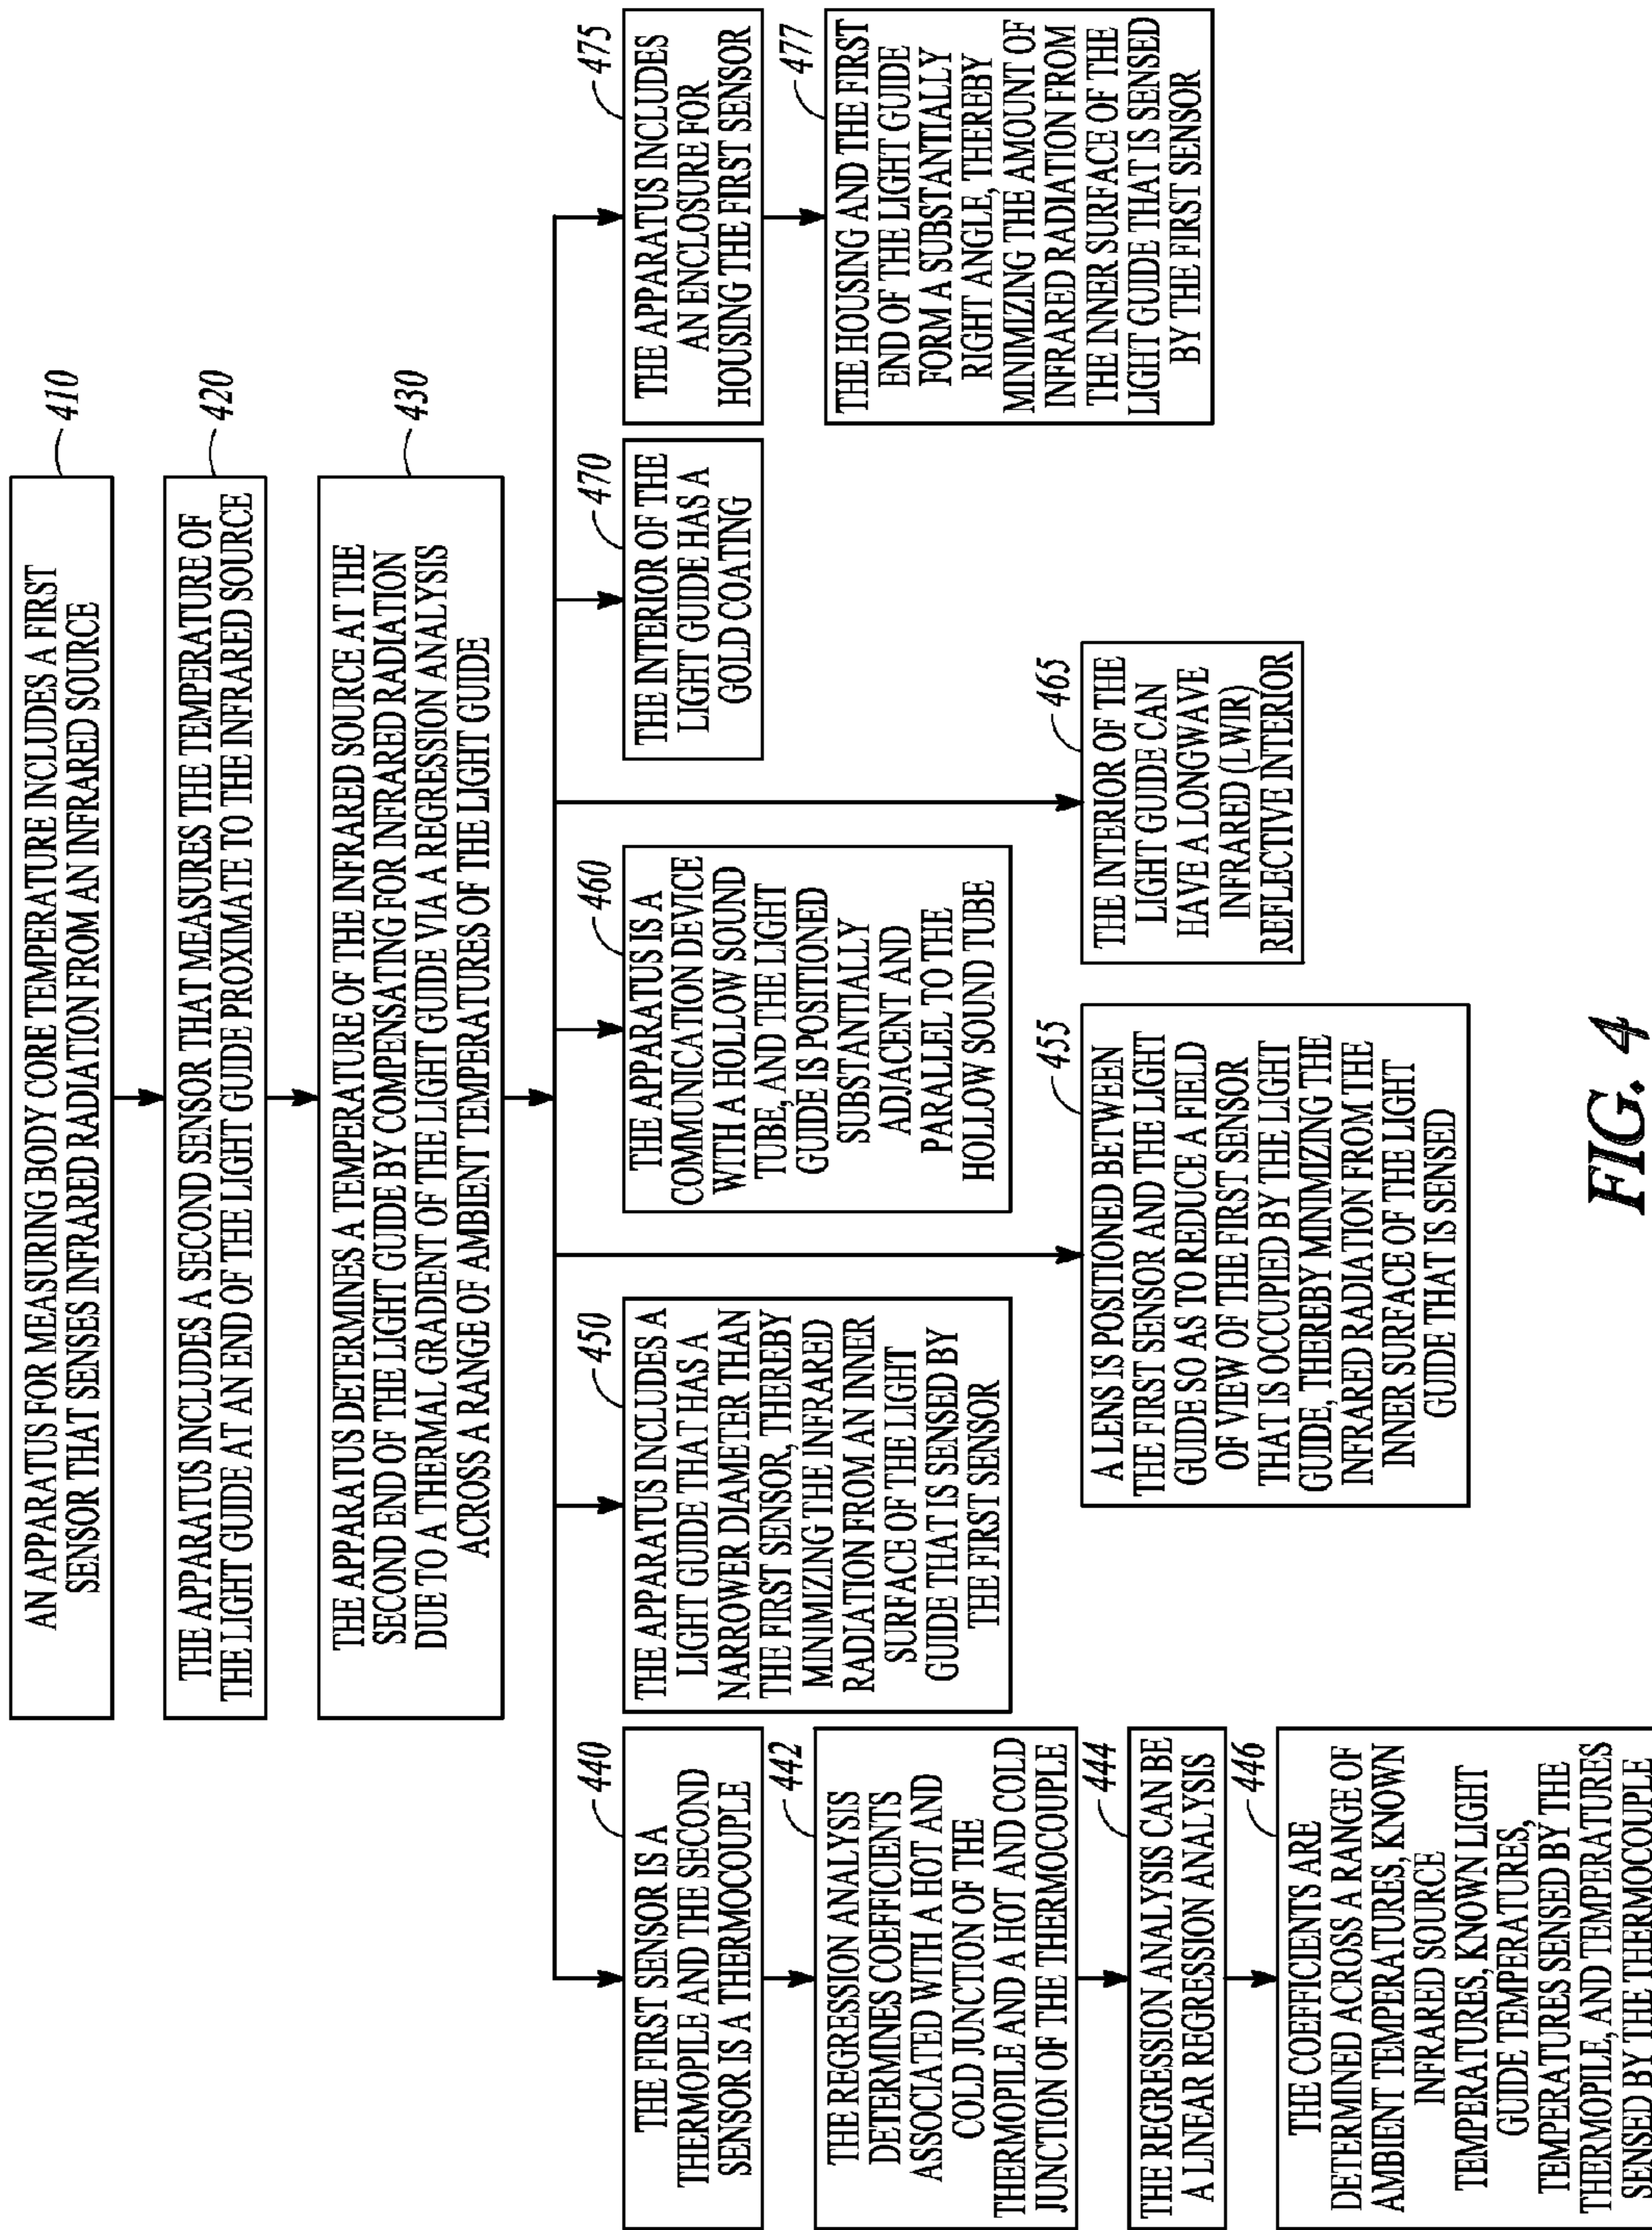 410
AN APPARATUS FOR MEASURING BODY CORE TEMPERATURE INCLUDES A FIRST
SENSOR THAT SENSES INFRARED RADIATION FROM AN INFRARED SOURCE
420
THE APPARATUS INCLUDES A SECOND SENSOR THAT MEASURES THE TEMPERATURE OF
THE LIGHT GUIDE AT AN END OF THE LIGHT GUIDE PROXIMATE TO THE INFRARED SOURCE
430
THE APPARATUS DETERMINES A TEMPERATURE OF THE INFRARED SOURCE AT THE
SECOND END OF THE LIGHT GUIDE BY COMPENSATING FOR INFRARED RADIATION
DUE TO A THERMAL GRADIENT OF THE LIGHT GUIDE VIA A REGRESSION ANALYSIS
ACROSS A RANGE OF AMBIENT TEMPERATURES OF THE LIGHT GUIDE
440
THE FIRST SENSOR IS A
THERMOPILE AND THE SECOND
SENSOR IS A THERMOCOUPLE
442
THE REGRESSION ANALYSIS
DETERMINES COEFFICIENTS
ASSOCIATED WITH A HOT AND
COLD JUNCTION OF THE
THERMOPILE AND A HOT AND COLD
JUNCTION OF THE THERMOCOUPLE
444
THE REGRESSION ANALYSIS CAN BE
A LINEAR REGRESSION ANALYSIS
446
THE COEFFICIENTS ARE
DETERMINED ACROSS A RANGE OF
AMBIENT TEMPERATURES, KNOWN
INFRARED SOURCE
TEMPERATURES, KNOWN LIGHT
GUIDE TEMPERATURES,
TEMPERATURES SENSED BY THE
THERMOPILE, AND TEMPERATURES
SENSED BY THE THERMOCOUPLE
450
THE APPARATUS INCLUDES A
LIGHT GUIDE THAT HAS A
NARROWER DIAMETER THAN
THE FIRST SENSOR, THEREBY
MINIMIZING THE INFRARED
RADIATION FROM AN INNER
SURFACE OF THE LIGHT
GUIDE THAT IS SENSED BY
THE FIRST SENSOR
455
A LENS IS POSITIONED BETWEEN
THE FIRST SENSOR AND THE LIGHT
GUIDE SO AS TO REDUCE A FIELD
OF VIEW OF THE FIRST SENSOR
THAT IS OCCUPIED BY THE LIGHT
GUIDE, THEREBY MINIMIZING THE
INFRARED RADIATION FROM THE
INNER SURFACE OF THE LIGHT
GUIDE THAT IS SENSED
460
THE APPARATUS IS A
COMMUNICATION DEVICE
WITH A HOLLOW SOUND
TUBE, AND THE LIGHT
GUIDE IS POSITIONED
SUBSTANTIALLY
ADJACENT AND
PARALLEL TO THE
HOLLOW SOUND TUBE
465
THE INTERIOR OF THE
LIGHT GUIDE CAN
HAVE A LONGWAVE
INFRARED (LWIR)
REFLECTIVE INTERIOR
470
THE INTERIOR OF THE
LIGHT GUIDE HAS A
GOLD COATING
475
THE APPARATUS INCLUDES
AN ENCLOSURE FOR
HOUSING THE FIRST SENSOR
477
THE HOUSING AND THE FIRST
END OF THE LIGHT GUIDE
FORM A SUBSTANTIALLY
RIGHT ANGLE, THEREBY
MINIMIZING THE AMOUNT OF
INFRARED RADIATION FROM
THE INNER SURFACE OF THE
LIGHT GUIDE THAT IS SENSED
BY THE FIRST SENSOR
FIG. 4